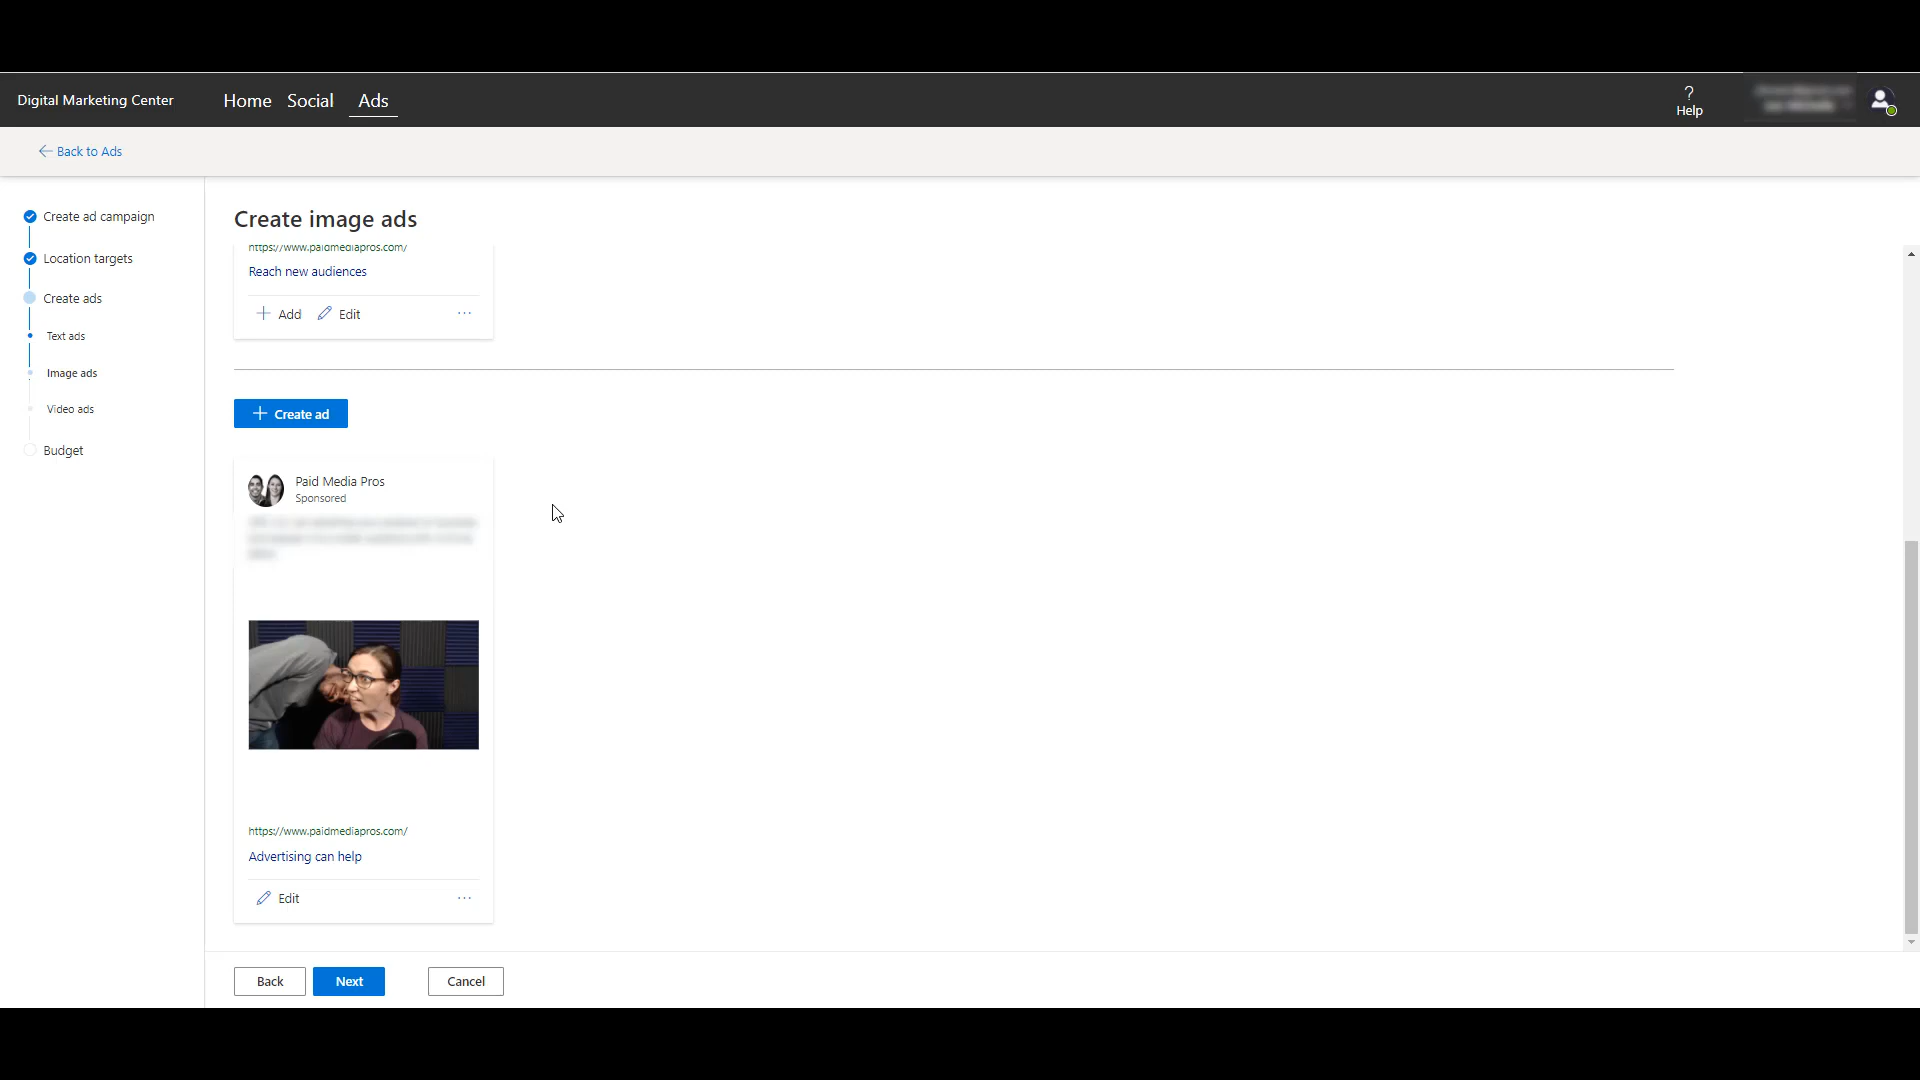 Digital Marketing Center
Home
Social
Ads
?
Help
Back to Ads
Create ad campaign
Location targets
Create ads
Text ads
Image ads
Video ads
Budget
Create image ads
https://www.paidmediapros.com/
Reach new audiences
+ Add
Edit
...
+ Create ad
Paid Media Pros
Sponsored
https://www.paidmediapros.com/
Advertising can help
Edit
...
Back
Next
Cancel